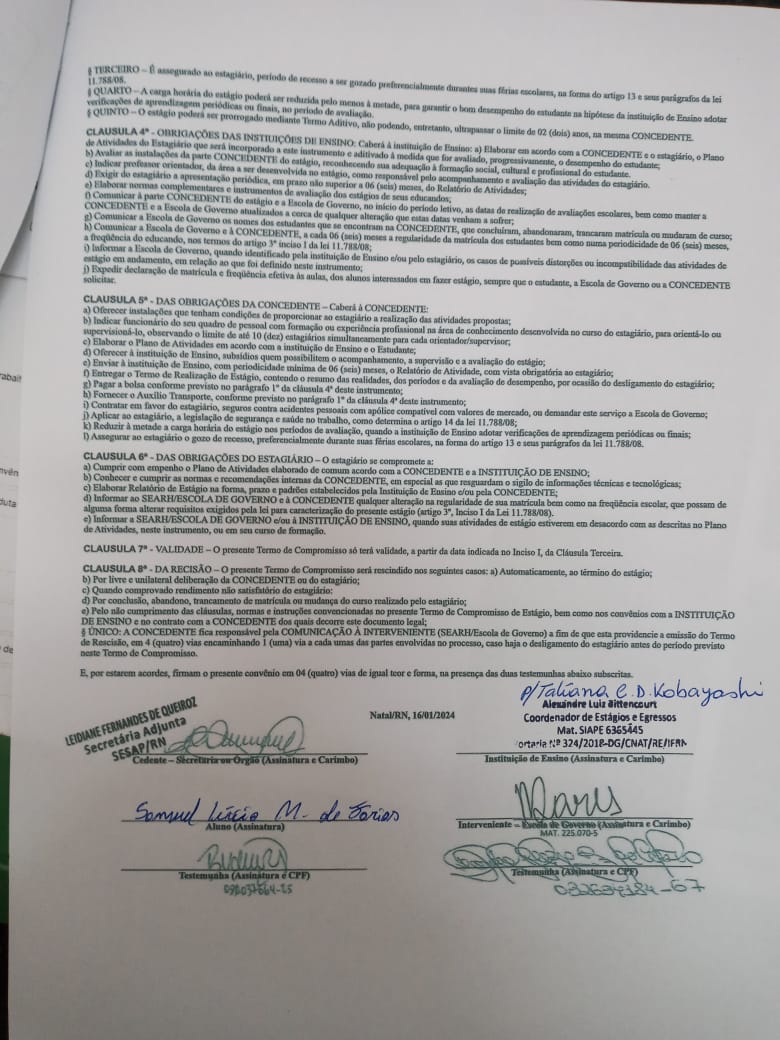 § TERCEIRO – É assegurado ao estagiário, período de recesso a ser gozado preferencialmente durantes suas férias escolares, na forma do artigo 13 e seus parágrafos da lei
11.788/08.
§ QUARTO – A carga horária do estágio poderá ser reduzida pelo menos à metade, para garantir o bom desempenho do estudante na hipótese da instituição de Ensino adotar
verificações de aprendizagem periódicas ou finais, no período de avaliação.
§ QUINTO – O estágio poderá ser prorrogado mediante Termo Aditivo, não podendo, entretanto, ultrapassar o limite de 02 (dois) anos, na mesma CONCEDENTE.
CLAUSULA 4ª - OBRIGAÇÕES DAS INSTITUIÇÕES DE ENSINO: Caberá à instituição de Ensino: a) Elaborar em acordo com a CONCEDENTE e o estagiário, o Plano
de Atividades do Estagiário que será incorporado a este instrumento e aditivado à medida que for avaliado, progressivamente, o desempenho do estudante;
b) Avaliar as instalações da parte CONCEDENTE do estágio, reconhecendo sua adequação à formação social, cultural e profissional do estudante.
c) Indicar professor orientador, da área a ser desenvolvida no estágio, como responsável pelo acompanhamento e avaliação das atividades do estagiário.
d) Exigir do estagiário a apresentação periódica, em prazo não superior a 06 (seis) meses, do Relatório de Atividades;
e) Elaborar normas complementares e instrumentos de avaliação dos estágios de seus educandos;
f) Comunicar à parte CONCEDENTE do estágio e a Escola de Governo, no início do período letivo, as datas de realização de avaliações escolares, bem como manter a
CONCEDENTE e a Escola de Governo atualizados a cerca de qualquer alteração que estas datas venham a sofrer;
g) Comunicar a Escola de Governo os nomes dos estudantes que se encontram na CONCEDENTE, que concluíram, abandonaram, trancaram matrícula ou mudaram de curso;
h) Comunicar a Escola de Governo e à CONCEDENTE, a cada 06 (seis) meses a regularidade da matrícula dos estudantes bem como numa periodicidade de 06 (seis) meses,
a freqüência do educando, nos termos do artigo 3º inciso I da lei 11.788/08;
i) Informar a Escola de Governo, quando identificado pela instituição de Ensino e/ou pelo estagiário, os casos de possíveis distorções ou incompatibilidade das atividades de
estágio em andamento, em relação ao que foi definido neste instrumento;
j) Expedir declaração de matrícula e freqüência efetiva às aulas, dos alunos interessados em fazer estágio, sempre que o estudante, a Escola de Governo ou a CONCEDENTE
solicitar.
CLAUSULA 5ª - DAS OBRIGAÇÕES DA CONCEDENTE – Caberá à CONCEDENTE:
a) Oferecer instalações que tenham condições de proporcionar ao estagiário a realização das atividades propostas;
b) Indicar funcionário do seu quadro de pessoal com formação ou experiência profissional na área de conhecimento desenvolvida no curso do estagiário, para orientá-lo ou
supervisioná-lo, observando o limite de até 10 (dez) estagiários simultaneamente para cada orientador/supervisor;
c) Elaborar o Plano de Atividades em acordo com a instituição de Ensino e o Estudante;
d) Oferecer à instituição de Ensino, subsídios quem possibilitem o acompanhamento, a supervisão e a avaliação do estágio;
e) Enviar à instituição de Ensino, com periodicidade mínima de 06 (seis) meses, o Relatório de Atividade, com vista obrigatória ao estagiário;
f) Entregar o Termo de Realização de Estágio, contendo o resumo das realidades, dos períodos e da avaliação de desempenho, por ocasião do desligamento do estagiário;
g) Pagar a bolsa conforme previsto no parágrafo 1º da cláusula 4ª deste instrumento;
h) Fornecer o Auxílio Transporte, conforme previsto no parágrafo 1º da cláusula 4ª deste instrumento;
i) Contratar em favor do estagiário, seguros contra acidentes pessoais com apólice compatível com valores de mercado, ou demandar este serviço a Escola de Governo;
j) Aplicar ao estagiário, a legislação de segurança e saúde no trabalho, como determina o artigo 14 da lei 11.788/08;
k) Reduzir à metade a carga horária do estágio nos períodos de avaliação, quando a instituição de Ensino adotar verificações de aprendizagem periódicas ou finais;
l) Assegurar ao estagiário o gozo de recesso, preferencialmente durante suas férias escolares, na forma do artigo 13 e seus parágrafos da lei 11.788/08.
CLAUSULA 6ª - DAS OBRIGAÇÕES DO ESTAGIÁRIO – O estagiário se compromete a:
a) Cumprir com empenho o Plano de Atividades elaborado de comum acordo com a CONCEDENTE e a INSTITUIÇÃO DE ENSINO;
b) Conhecer e cumprir as normas e recomendações internas da CONCEDENTE, em especial as que resguardam o sigilo de informações técnicas e tecnológicas;
c) Elaborar Relatório de Estágio na forma, prazo e padrões estabelecidos pela Instituição de Ensino e/ou pela CONCEDENTE;
d) Informar ao SEARH/ESCOLA DE GOVERNO e à CONCEDENTE qualquer alteração na regularidade de sua matrícula bem como na freqüência escolar, que possam de
alguma forma alterar requisitos exigidos pela lei para caracterização do presente estágio (artigo 3º, Inciso I da Lei 11.788/08).
e) Informar a SEARH/ESCOLA DE GOVERNO e/ou à INSTITUIÇÃO DE ENSINO, quando suas atividades de estágio estiverem em desacordo com as descritas no Plano
de Atividades, neste instrumento, ou em seu curso de formação.
CLAUSULA 7ª - VALIDADE – O presente Termo de Compromisso só terá validade, a partir da data indicada no Inciso I, da Cláusula Terceira.
CLAUSULA 8ª - DA RECISÃO – O presente Termo de Compromisso será rescindido nos seguintes casos: a) Automaticamente, ao término do estágio;
b) Por livre e unilateral deliberação da CONCEDENTE ou do estagiário;
c) Quando comprovado rendimento não satisfatório do estagiário:
d) Por conclusão, abandono, trancamento de matrícula ou mudança do curso realizado pelo estagiário;
e) Pelo não cumprimento das cláusulas, normas e instruções convencionadas no presente Termo de Compromisso de Estágio, bem como nos convênios com a INSTITUIÇÃO
DE ENSINO e no contrato com a CONCEDENTE dos quais decorre este documento legal;
§ ÚNICO: A CONCEDENTE fica responsável pela COMUNICAÇÃO À INTERVENIENTE (SEARH/Escola de Governo) a fim de que esta providencie a emissão do Termo
de Rescisão, em 4 (quatro) vias encaminhando 1 (uma) via a cada umas das partes envolvidas no processo, caso haja o desligamento do estagiário antes do período previsto
neste Termo de Compromisso.
E, por estarem acordes, firmam o presente convênio em 04 (quatro) vias de igual teor e forma, na presença das duas testemunhas abaixo subscritas.
p/ Tatiana C. D. Kobayashi
LEIDIANE FERNANDES DE QUEIROZ
Secretária Adjunta
SESAP/RN
Natal/RN, 16/01/2024
Alexandre Luiz Bittencourt
Coordenador de Estágios e Egressos
Mat. SIAPE 6365445
ortaria Nº 324/2018-DG/CNAT/RE/IFRN
Cedente – Secretaria ou Órgão (Assinatura e Carimbo)
Instituição de Ensino (Assinatura e Carimbo)
Samuel Lúcio M. de Farias
Aluno (Assinatura)
Interveniente – Escola de Governo (Assinatura e Carimbo)
MAT. 225.070-5
Testemunha (Assinatura e CPF)
Testemunha (Assinatura e CPF)
rabalh
nvên
duta
de